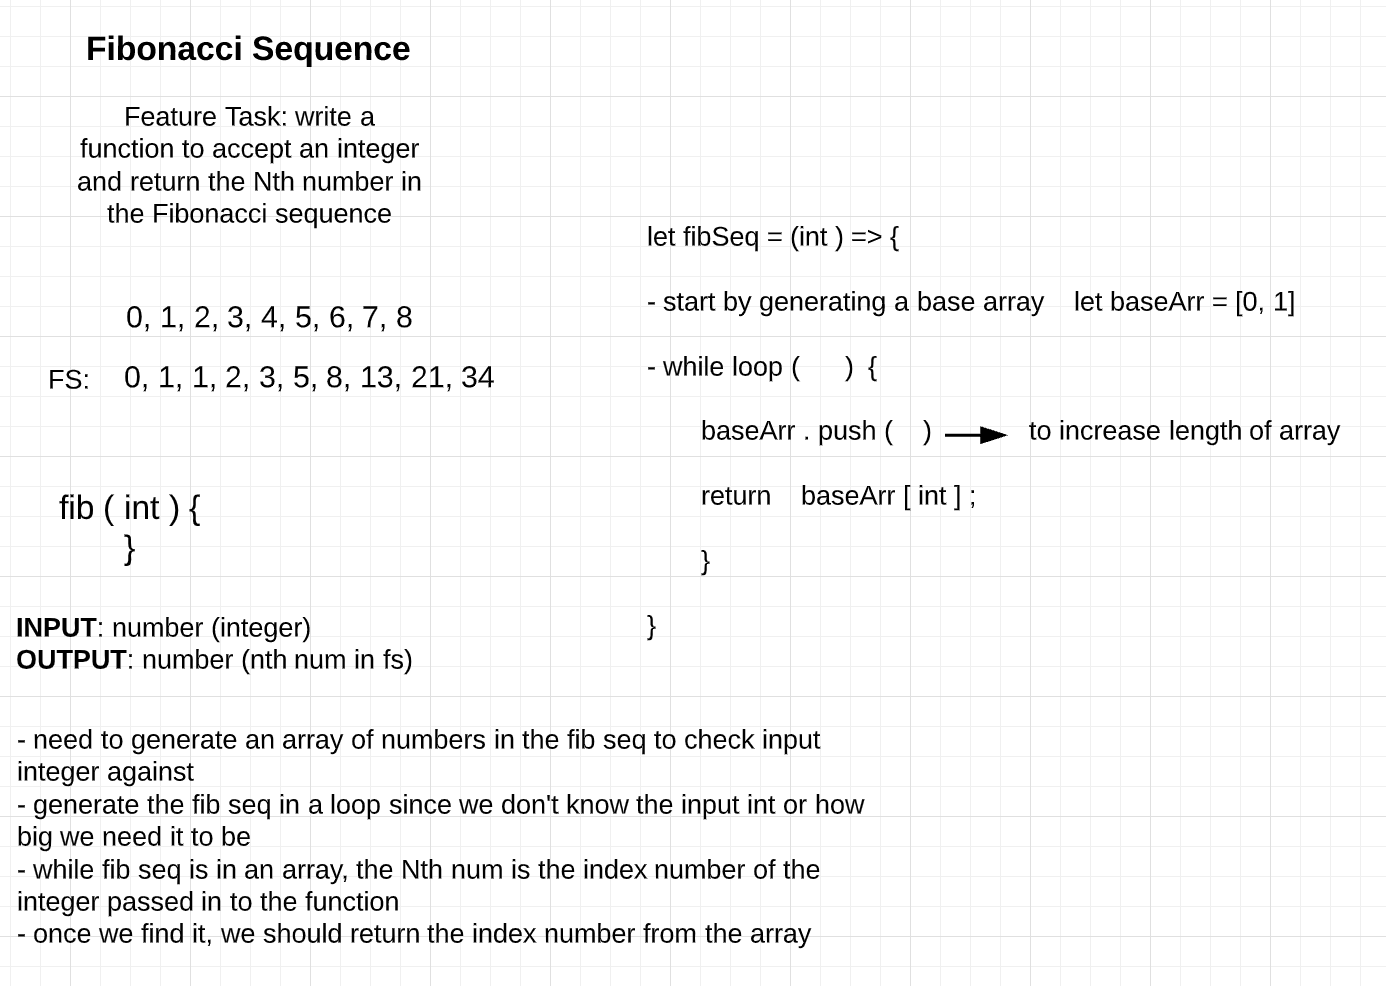 Fibonacci Sequence
Feature Task: write a
function to accept an integer
and return the Nth number in
the Fibonacci sequence
0, 1, 2, 3, 4, 5, 6, 7, 8
FS: 0, 1, 1, 2, 3, 5, 8, 13, 21, 34
fib ( int ) {
}
INPUT: number (integer)
OUTPUT: number (nth num in fs)
let fibSeq = (int ) => {
- start by generating a base array let baseArr = [0, 1]
- while loop ( ) {
baseArr . push ( ) to increase length of array
return baseArr [ int ] ;
}
}
- need to generate an array of numbers in the fib seq to check input
integer against
- generate the fib seq in a loop since we don't know the input int or how
big we need it to be
- while fib seq is in an array, the Nth num is the index number of the
integer passed in to the function
- once we find it, we should return the index number from the array